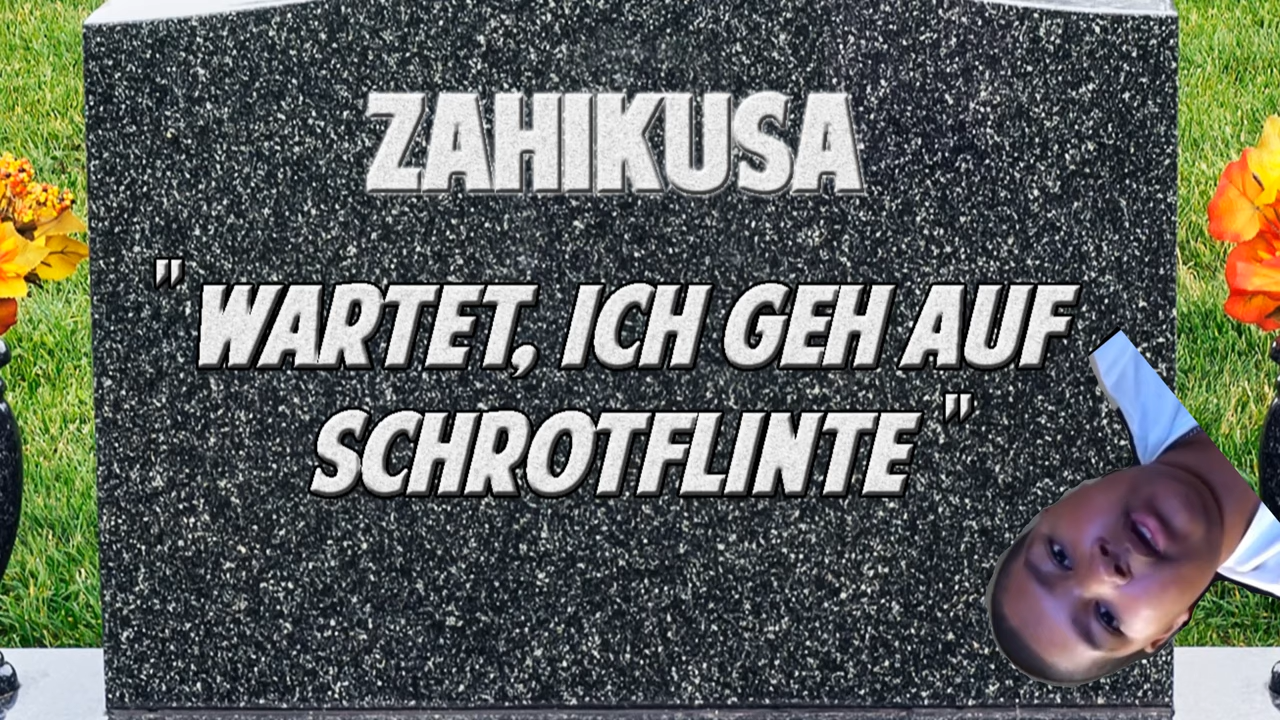 ZAHIKUSA
"WARTET, ICH GEH AUF
SCHROTFLINTE"